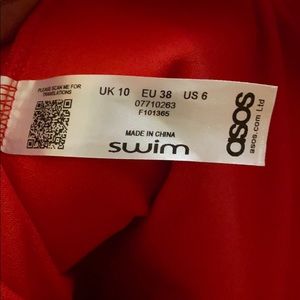 PLEASE SCAN ME FOR
TRANSLATIONS
UK 10 EU 38 US 6
07710263
F101365
MADE IN CHINA
swim
asos
asos.com Ltd